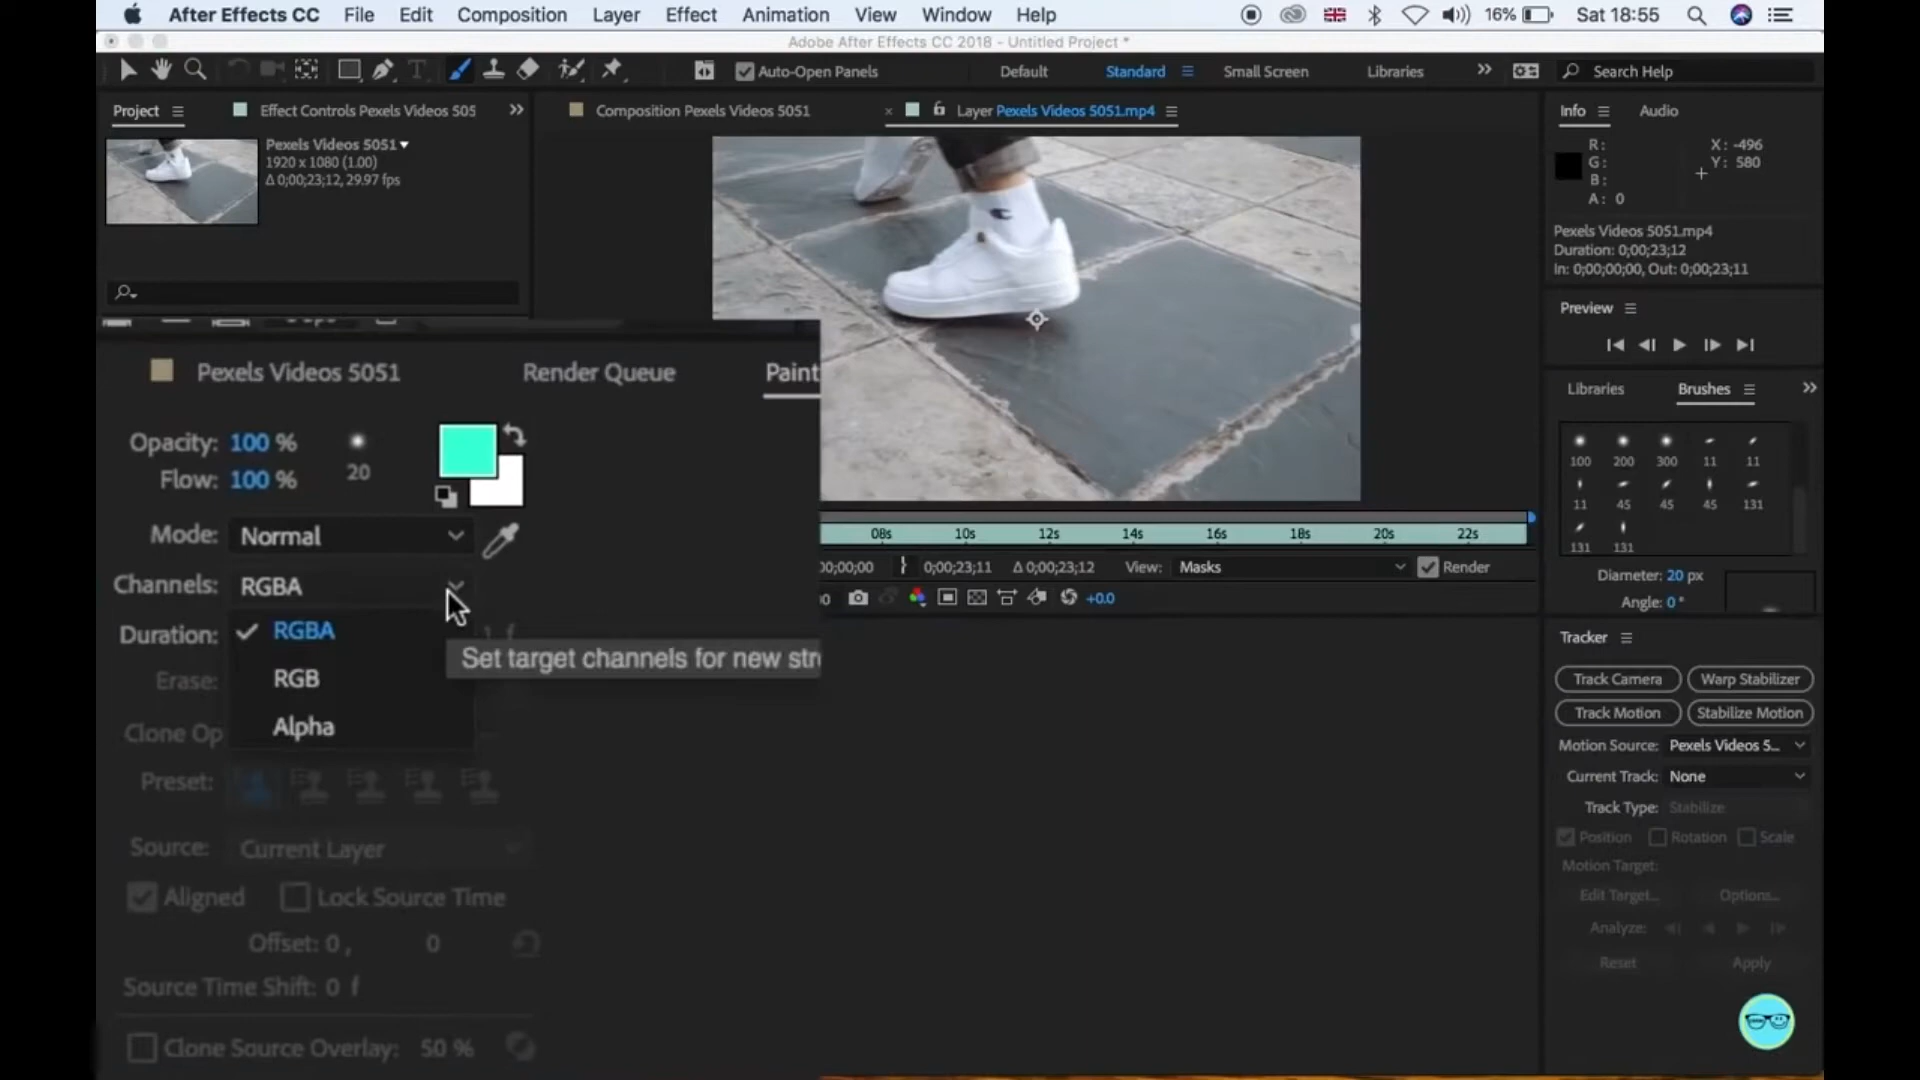 After Effects CC File Edit Composition Layer Effect Animation View Window Help 16% Sat 18:55
Adobe After Effects CC 2018 - Untitled Project *
Auto-Open Panels Default Standard Small Screen Libraries Search Help
Project Effect Controls Pexels Videos 505 Composition Pexels Videos 5051 Layer Pexels Videos 5051.mp4 Info Audio
Pexels Videos 5051
1920 x 1080 (1.00)
Δ 0;00;23;12, 29.97 fps
R: X: -496
G: Y: 580
B:
A: 0
Pexels Videos 5051.mp4
Duration: 0;00;23;12
In: 0;00;00;00, Out: 0;00;23;11
Preview
Libraries Brushes
100 200 300 11 11
11 45 45 45 131
131 131
Diameter: 20 px
Angle: 0°
Pexels Videos 5051 Render Queue Paint
Opacity: 100 %
Flow: 100 %
20
Mode: Normal
Channels: RGBA
RGBA
RGB
Alpha
Set target channels for new str
Duration:
Erase:
Clone Op
Preset:
Source: Current Layer
Aligned Lock Source Time
Offset: 0 , 0
Source Time Shift: 0 f
Clone Source Overlay: 50 %
08s 10s 12s 14s 16s 18s 20s 22s
00;00;00 0;00;23;11 Δ 0;00;23;12 View: Masks Render
+0.0
Tracker
Track Camera Warp Stabilizer
Track Motion Stabilize Motion
Motion Source: Pexels Videos 5...
Current Track: None
Track Type: Stabilize
Position Rotation Scale
Motion Target:
Edit Target... Options...
Analyze:
Reset Apply